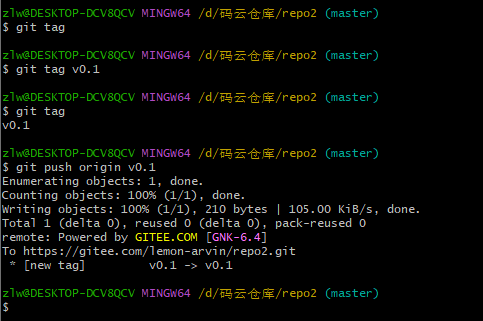 zlw@DESKTOP-DCV8QCV MINGW64 /d/码云仓库/repo2 (master)
$ git tag
zlw@DESKTOP-DCV8QCV MINGW64 /d/码云仓库/repo2 (master)
$ git tag v0.1
zlw@DESKTOP-DCV8QCV MINGW64 /d/码云仓库/repo2 (master)
$ git tag
v0.1
zlw@DESKTOP-DCV8QCV MINGW64 /d/码云仓库/repo2 (master)
$ git push origin v0.1
Enumerating objects: 1, done.
Counting objects: 100% (1/1), done.
Writing objects: 100% (1/1), 210 bytes | 105.00 KiB/s, done.
Total 1 (delta 0), reused 0 (delta 0), pack-reused 0
remote: Powered by GITEE.COM [GNK-6.4]
To https://gitee.com/lemon-arvin/repo2.git
 * [new tag]         v0.1 -> v0.1
zlw@DESKTOP-DCV8QCV MINGW64 /d/码云仓库/repo2 (master)
$